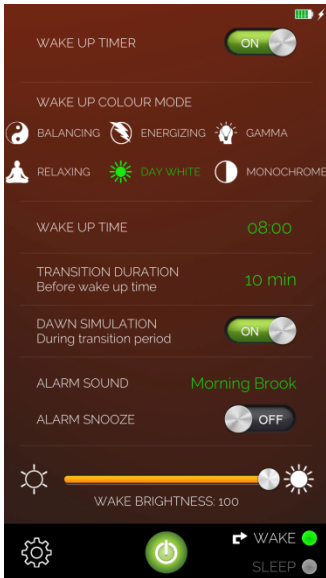 WAKE UP TIMER
ON
WAKE UP COLOUR MODE
BALANCING
ENERGIZING
GAMMA
RELAXING
DAY WHITE
MONOCHROME
WAKE UP TIME
08:00
TRANSITION DURATION
Before wake up time
10 min
DAWN SIMULATION
During transition period
ON
ALARM SOUND
Morning Brook
ALARM SNOOZE
OFF
WAKE BRIGHTNESS: 100
WAKE
SLEEP